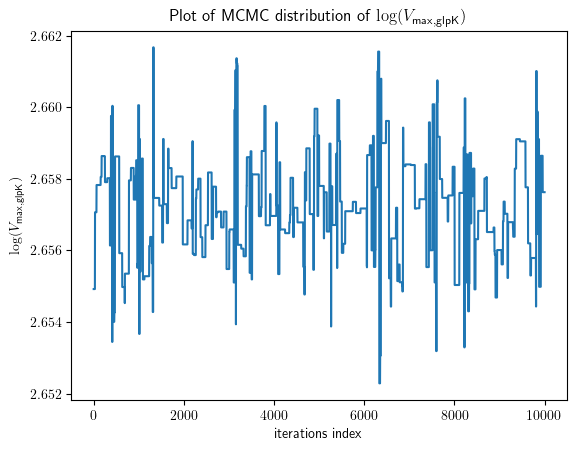 Plot of MCMC distribution of log(V_max,glpK)
log(V_max,glpK)
2.662
2.660
2.658
2.656
2.654
2.652
0 2000 4000 6000 8000 10000
iterations index